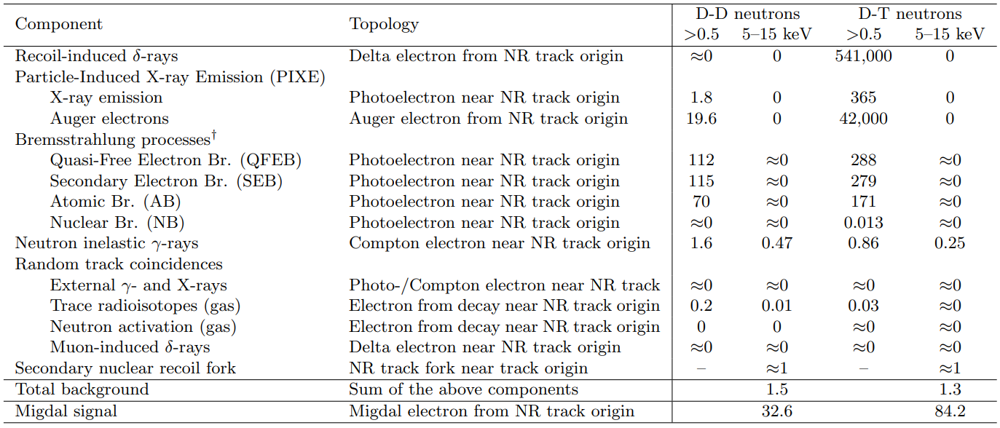 Component Topology D-D neutrons D-T neutrons
>0.5 5–15 keV >0.5 5–15 keV
Recoil-induced δ-rays Delta electron from NR track origin ≈0 0 541,000 0
Particle-Induced X-ray Emission (PIXE)
X-ray emission Photoelectron near NR track origin 1.8 0 365 0
Auger electrons Auger electron from NR track origin 19.6 0 42,000 0
Bremsstrahlung processes†
Quasi-Free Electron Br. (QFEB) Photoelectron near NR track origin 112 ≈0 288 ≈0
Secondary Electron Br. (SEB) Photoelectron near NR track origin 115 ≈0 279 ≈0
Atomic Br. (AB) Photoelectron near NR track origin 70 ≈0 171 ≈0
Nuclear Br. (NB) Photoelectron near NR track origin ≈0 ≈0 0.013 ≈0
Neutron inelastic γ-rays Compton electron near NR track origin 1.6 0.47 0.86 0.25
Random track coincidences
External γ- and X-rays Photo-/Compton electron near NR track ≈0 ≈0 ≈0 ≈0
Trace radioisotopes (gas) Electron from decay near NR track origin 0.2 0.01 0.03 ≈0
Neutron activation (gas) Electron from decay near NR track origin 0 0 ≈0 ≈0
Muon-induced δ-rays Delta electron near NR track origin ≈0 ≈0 ≈0 ≈0
Secondary nuclear recoil fork NR track fork near track origin – ≈1 – ≈1
Total background Sum of the above components 1.5 1.3
Migdal signal Migdal electron from NR track origin 32.6 84.2